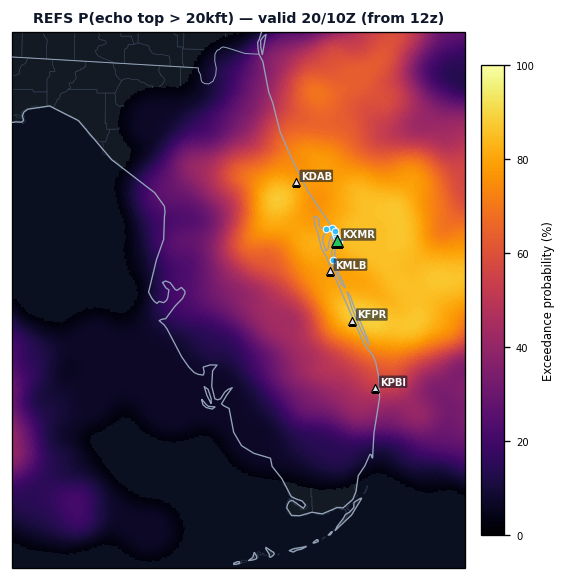 REFS P(echo top > 20kft) — valid 20/10Z (from 12z)
KDAB
KXMR
KMLB
KFPR
KPBI
100
80
60
40
20
0
Exceedance probability (%)